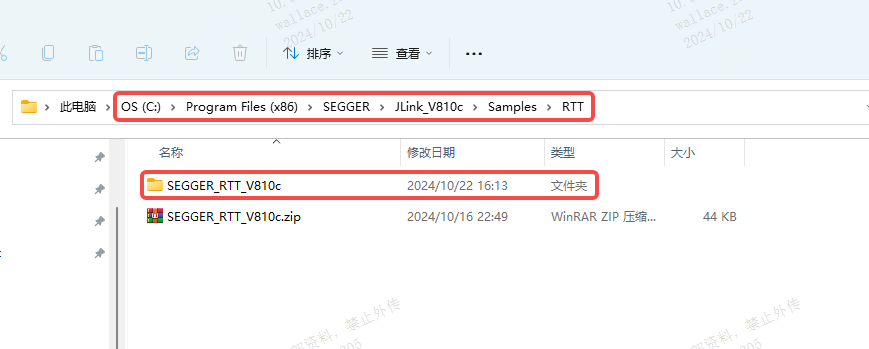 10.
wallace.
2024/10/22
wallace.2
2024/10/22
排序
查看
此电脑 > OS (C:) > Program Files (x86) > SEGGER > JLink_V810c > Samples > RTT
名称 修改日期 类型 大小
SEGGER_RTT_V810c 2024/10/22 16:13 文件夹
SEGGER_RTT_V810c.zip 2024/10/16 22:49 WinRAR ZIP 压缩... 44 KB
资料，禁止外传
205
资料，禁止外传
205